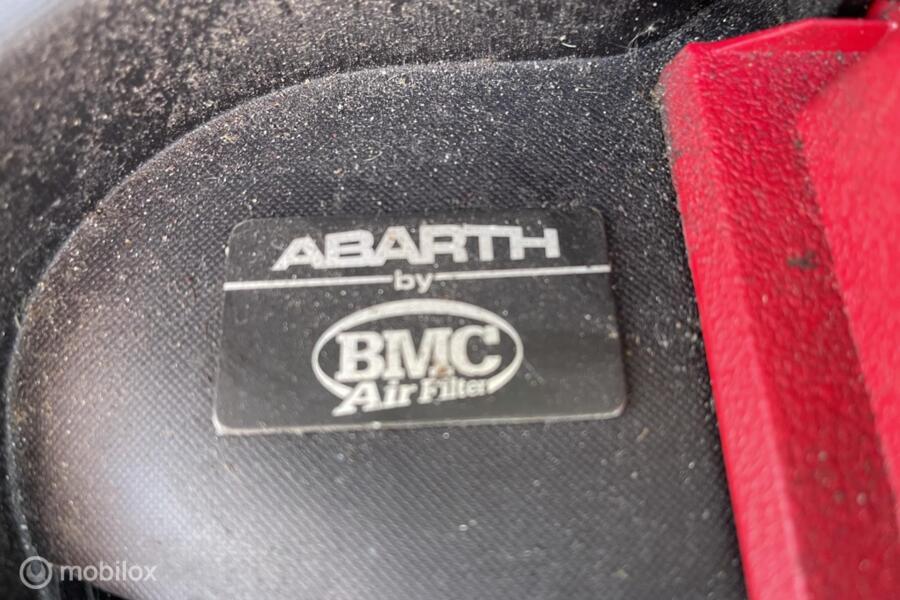 ABARTH
by
BMC
Air Filter
mobilox